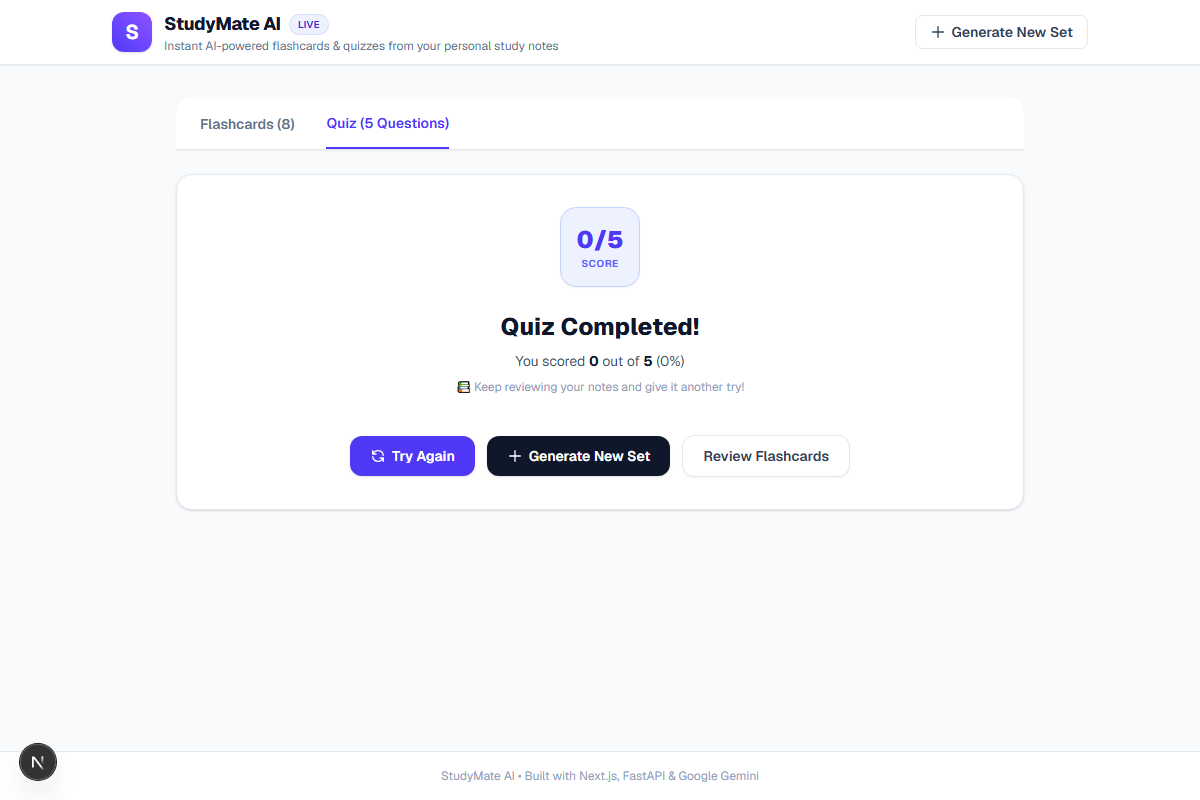 S
StudyMate AI LIVE
Instant AI-powered flashcards & quizzes from your personal study notes
Generate New Set
Flashcards (8) Quiz (5 Questions)
0/5
SCORE
Quiz Completed!
You scored 0 out of 5 (0%)
Keep reviewing your notes and give it another try!
Try Again Generate New Set Review Flashcards
N
StudyMate AI • Built with Next.js, FastAPI & Google Gemini